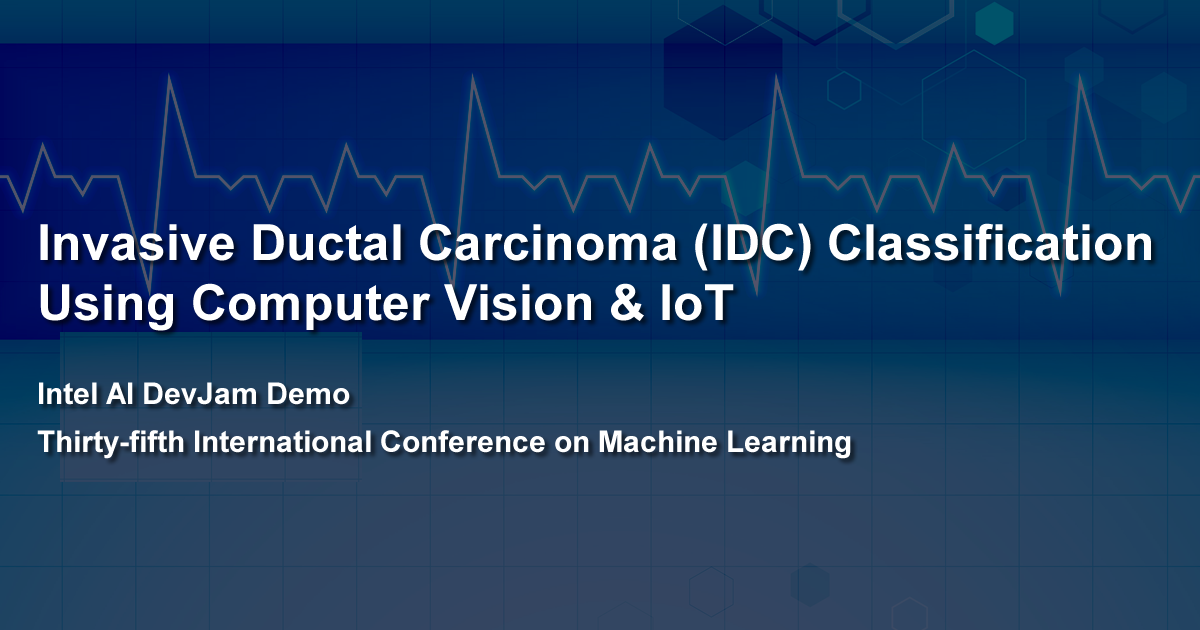 Invasive Ductal Carcinoma (IDC) Classification
Using Computer Vision & IoT
Intel AI DevJam Demo
Thirty-fifth International Conference on Machine Learning